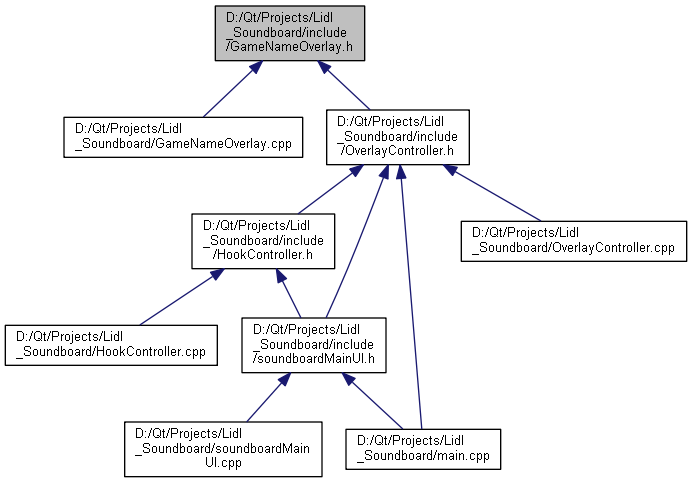 D:/Qt/Projects/Lidl
_Soundboard/include
/GameNameOverlay.h
D:/Qt/Projects/Lidl
_Soundboard/GameNameOverlay.cpp
D:/Qt/Projects/Lidl
_Soundboard/include
/OverlayController.h
D:/Qt/Projects/Lidl
_Soundboard/include
/HookController.h
D:/Qt/Projects/Lidl
_Soundboard/OverlayController.cpp
D:/Qt/Projects/Lidl
_Soundboard/HookController.cpp
D:/Qt/Projects/Lidl
_Soundboard/include
/soundboardMainUI.h
D:/Qt/Projects/Lidl
_Soundboard/soundboardMain
UI.cpp
D:/Qt/Projects/Lidl
_Soundboard/main.cpp